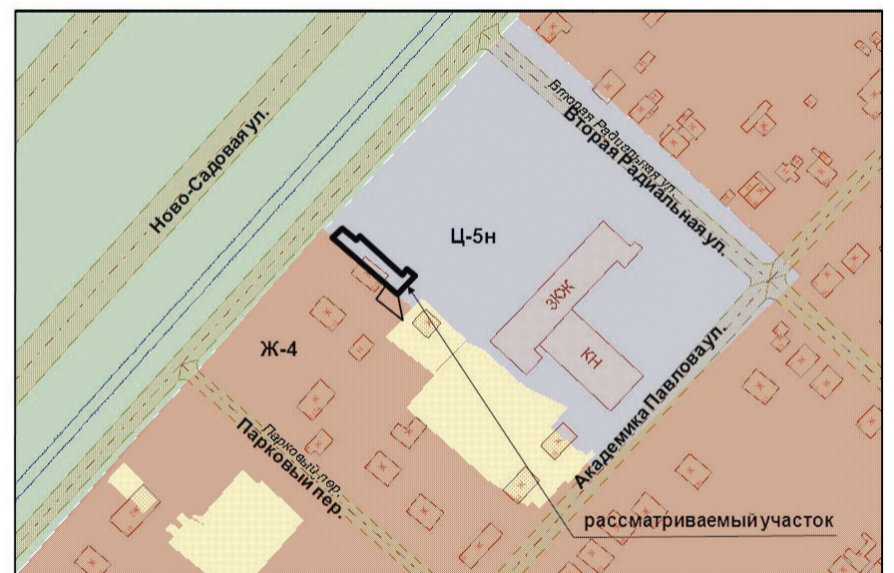 Вторая Радиальная ул.
Вторая Радиальная ул.
Ново-Садовая ул.
Ц-5н
ЗКЖ
КН
Ж-4
Академика Павлова ул.
Парковый пер.
Парковый пер.
рассматриваемый участок